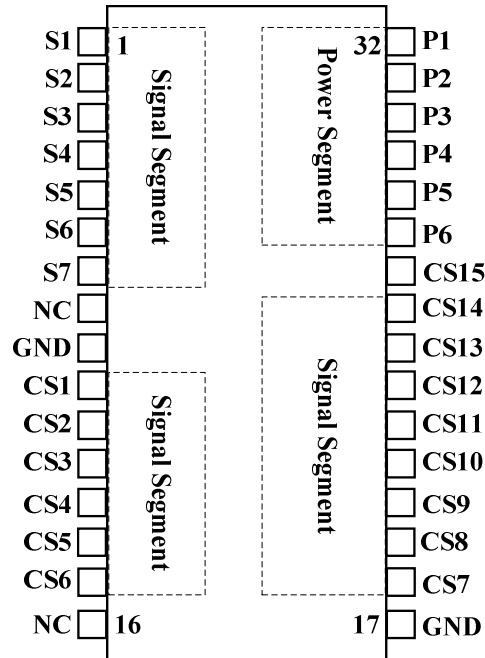 S1 1 32 P1
S2 P2
S3 P3
S4 P4
S5 P5
S6 P6
S7 CS15
NC CS14
GND CS13
CS1 CS12
CS2 CS11
CS3 CS10
CS4 CS9
CS5 CS8
CS6 CS7
NC 16 17 GND
Signal Segment
Power Segment
Signal Segment
Signal Segment